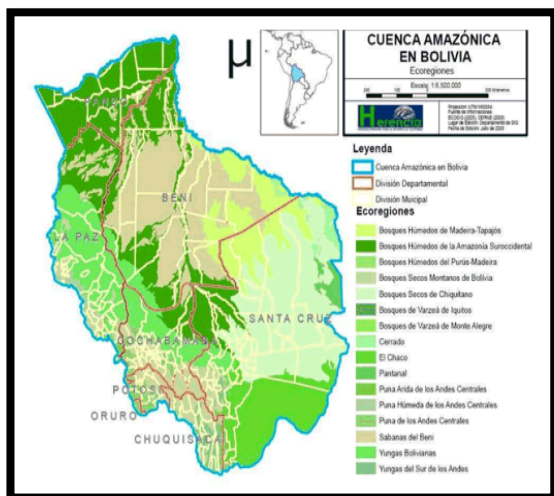 µ
CUENCA AMAZÓNICA
EN BOLIVIA
Ecoregiones
Escala: 1:6.500.000
Herencia
Leyenda
Cuenca Amazónica en Bolivia
División Departamental
División Muicipal
Ecoregiones
Bosques Húmedos de Madeira-Tapajós
Bosques Húmedos de la Amazonía Suroccidental
Bosques Húmedos del Purús-Madeira
Bosques Secos Montanos de Bolivia
Bosques Secos de Chiquitano
Bosques de Varzeá de Iquitos
Bosques de Varzeá de Monte Alegre
Cerrado
El Chaco
Pantanal
Puna Arida de los Andes Centrales
Puna Húmeda de los Andes Centrales
Puna de los Andes Centrales
Sabanas del Beni
Yungas Bolivianas
Yungas del Sur de los Andes
PANDO
BENI
LA PAZ
SANTA CRUZ
COCHABAMBA
POTOSI
ORURO
CHUQUISACA